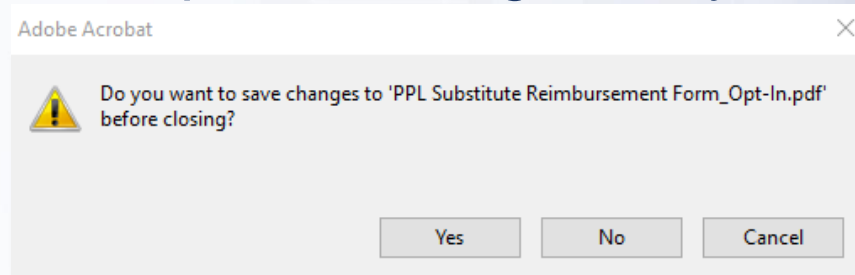 Adobe Acrobat
Do you want to save changes to 'PPL Substitute Reimbursement Form_Opt-In.pdf'
before closing?
Yes No Cancel